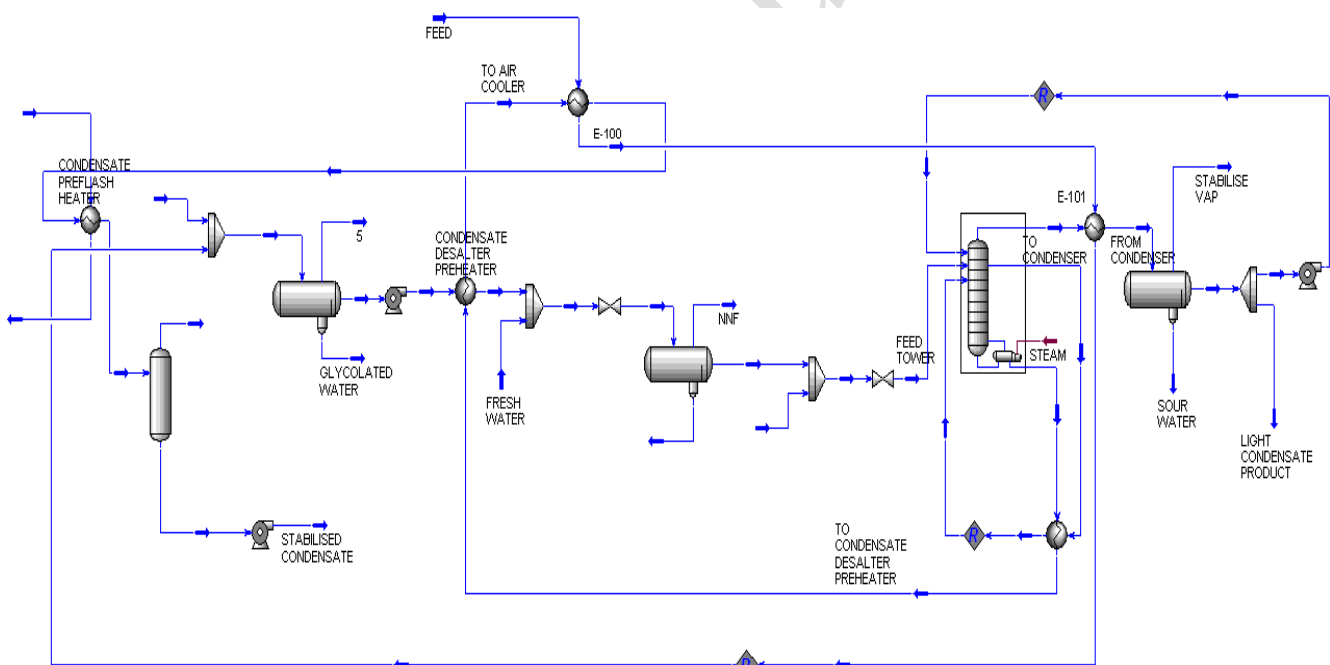 FEED
TO AIR
COOLER
R
E-100
CONDENSATE
PREFLASH
HEATER
STABILISE
VAP
E-101
5
CONDENSATE
DESALTER
PREHEATER
TO
CONDENSER
FROM
CONDENSER
NNF
FEED
TOWER
STEAM
GLYCOLATED
WATER
FRESH
WATER
SOUR
WATER
LIGHT
CONDENSATE
PRODUCT
STABILISED
CONDENSATE
TO
CONDENSATE
DESALTER
PREHEATER
R
R